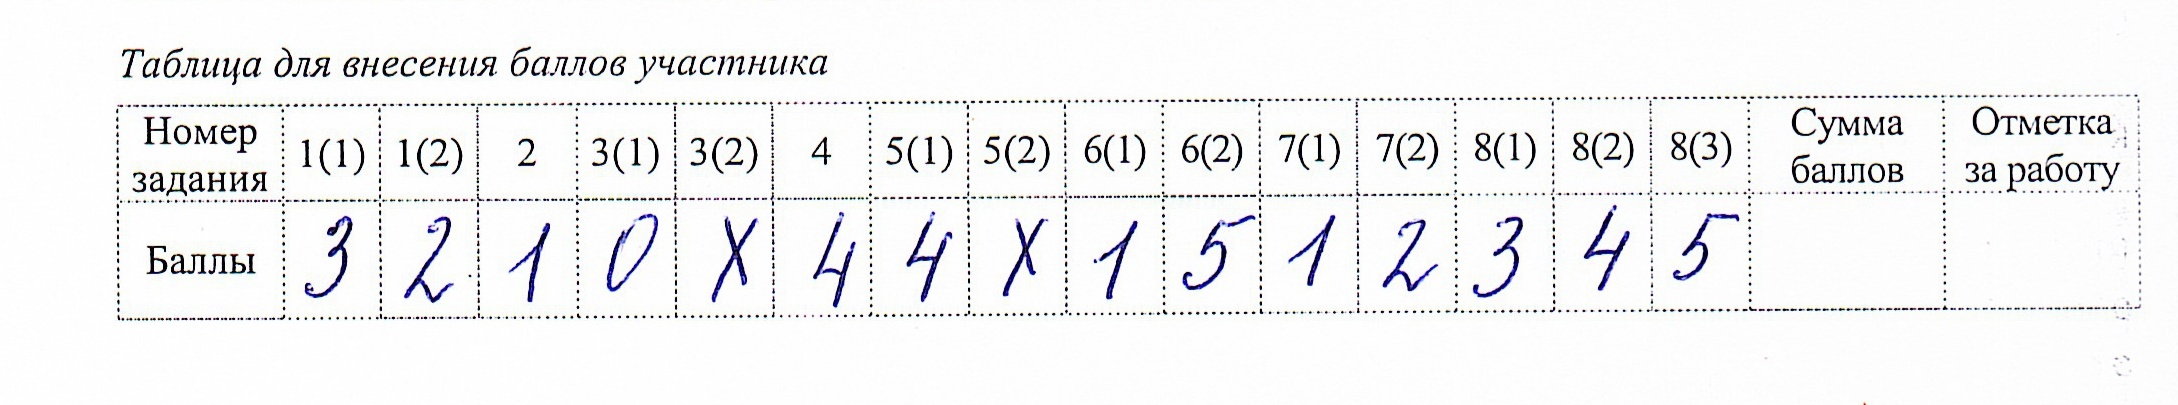 Таблица для внесения баллов участника
Номер задания 1(1) 1(2) 2 3(1) 3(2) 4 5(1) 5(2) 6(1) 6(2) 7(1) 7(2) 8(1) 8(2) 8(3) Сумма баллов Отметка за работу
Баллы 3 2 1 0 X 4 4 X 1 5 1 2 3 4 5